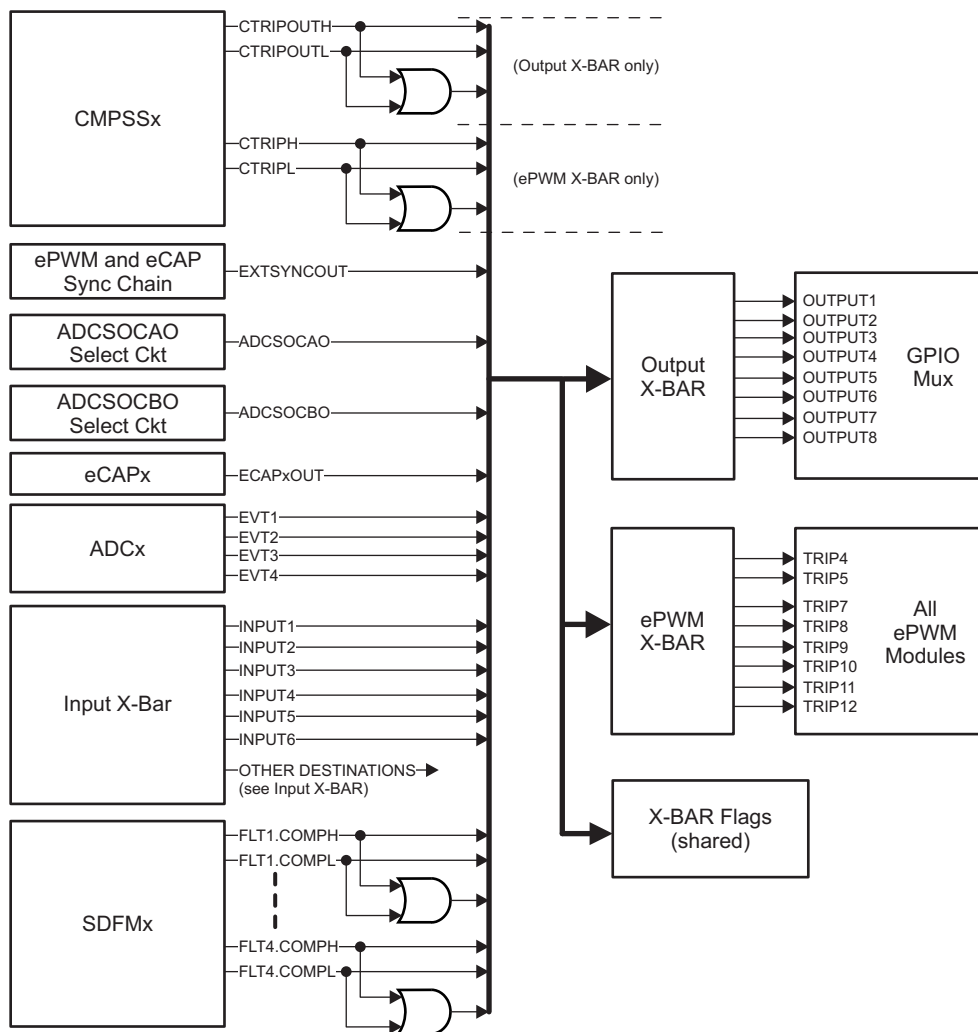 CMPSSx
CTRIPOUTH
CTRIPOUTL
(Output X-BAR only)
CTRIPH
CTRIPL
(ePWM X-BAR only)
ePWM and eCAP
Sync Chain
EXTSYNCOUT
ADCSOCAO
Select Ckt
ADCSOCAO
ADCSOCBO
Select Ckt
ADCSOCBO
eCAPx
ECAPxOUT
ADCx
EVT1
EVT2
EVT3
EVT4
Input X-Bar
INPUT1
INPUT2
INPUT3
INPUT4
INPUT5
INPUT6
OTHER DESTINATIONS
(see Input X-BAR)
SDFMx
FLT1.COMPH
FLT1.COMPL
FLT4.COMPH
FLT4.COMPL
Output
X-BAR
OUTPUT1
OUTPUT2
OUTPUT3
OUTPUT4
OUTPUT5
OUTPUT6
OUTPUT7
OUTPUT8
GPIO
Mux
ePWM
X-BAR
TRIP4
TRIP5
TRIP7
TRIP8
TRIP9
TRIP10
TRIP11
TRIP12
All
ePWM
Modules
X-BAR Flags
(shared)